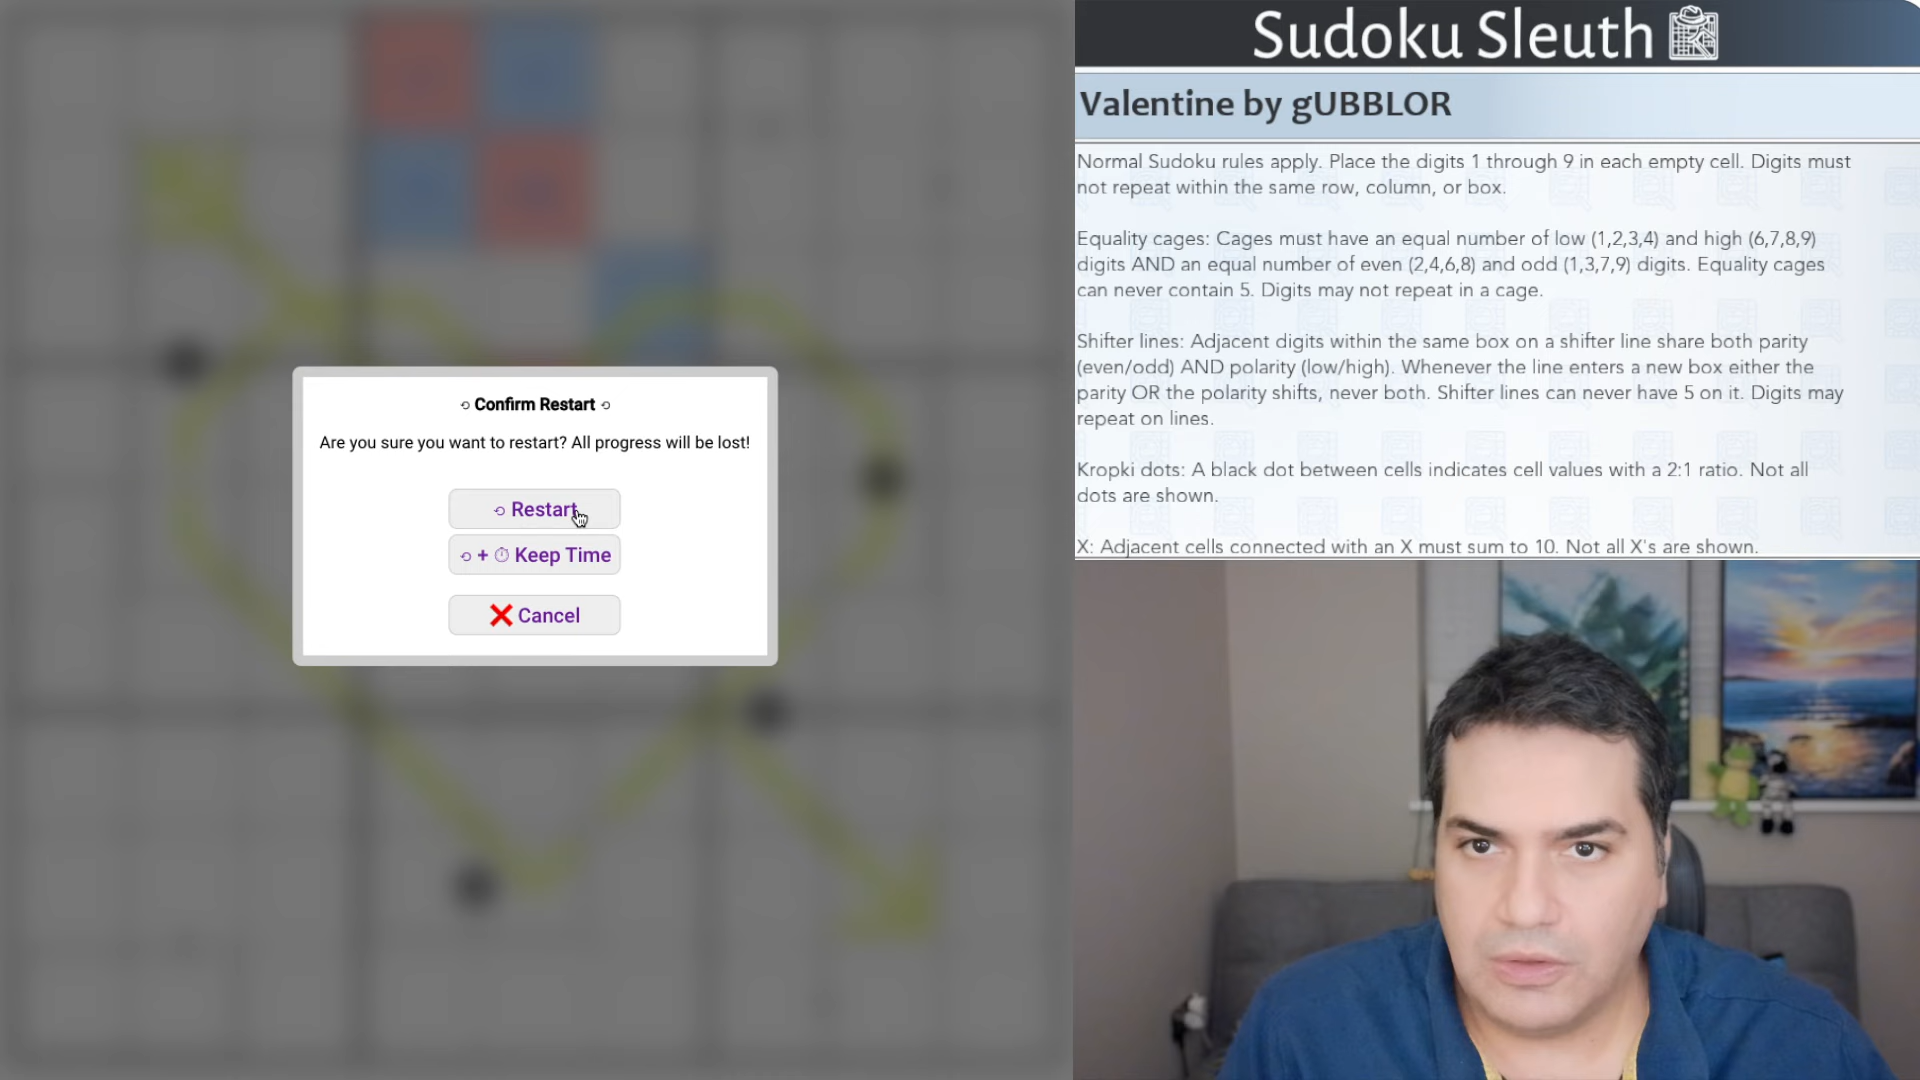 Sudoku Sleuth
Valentine by gUBBLOR
Normal Sudoku rules apply. Place the digits 1 through 9 in each empty cell. Digits must
not repeat within the same row, column, or box.
Equality cages: Cages must have an equal number of low (1,2,3,4) and high (6,7,8,9)
digits AND an equal number of even (2,4,6,8) and odd (1,3,7,9) digits. Equality cages
can never contain 5. Digits may not repeat in a cage.
Shifter lines: Adjacent digits within the same box on a shifter line share both parity
(even/odd) AND polarity (low/high). Whenever the line enters a new box either the
parity OR the polarity shifts, never both. Shifter lines can never have 5 on it. Digits may
repeat on lines.
Kropki dots: A black dot between cells indicates cell values with a 2:1 ratio. Not all
dots are shown.
X: Adjacent cells connected with an X must sum to 10. Not all X's are shown.
Confirm Restart
Are you sure you want to restart? All progress will be lost!
Restart
+ Keep Time
Cancel